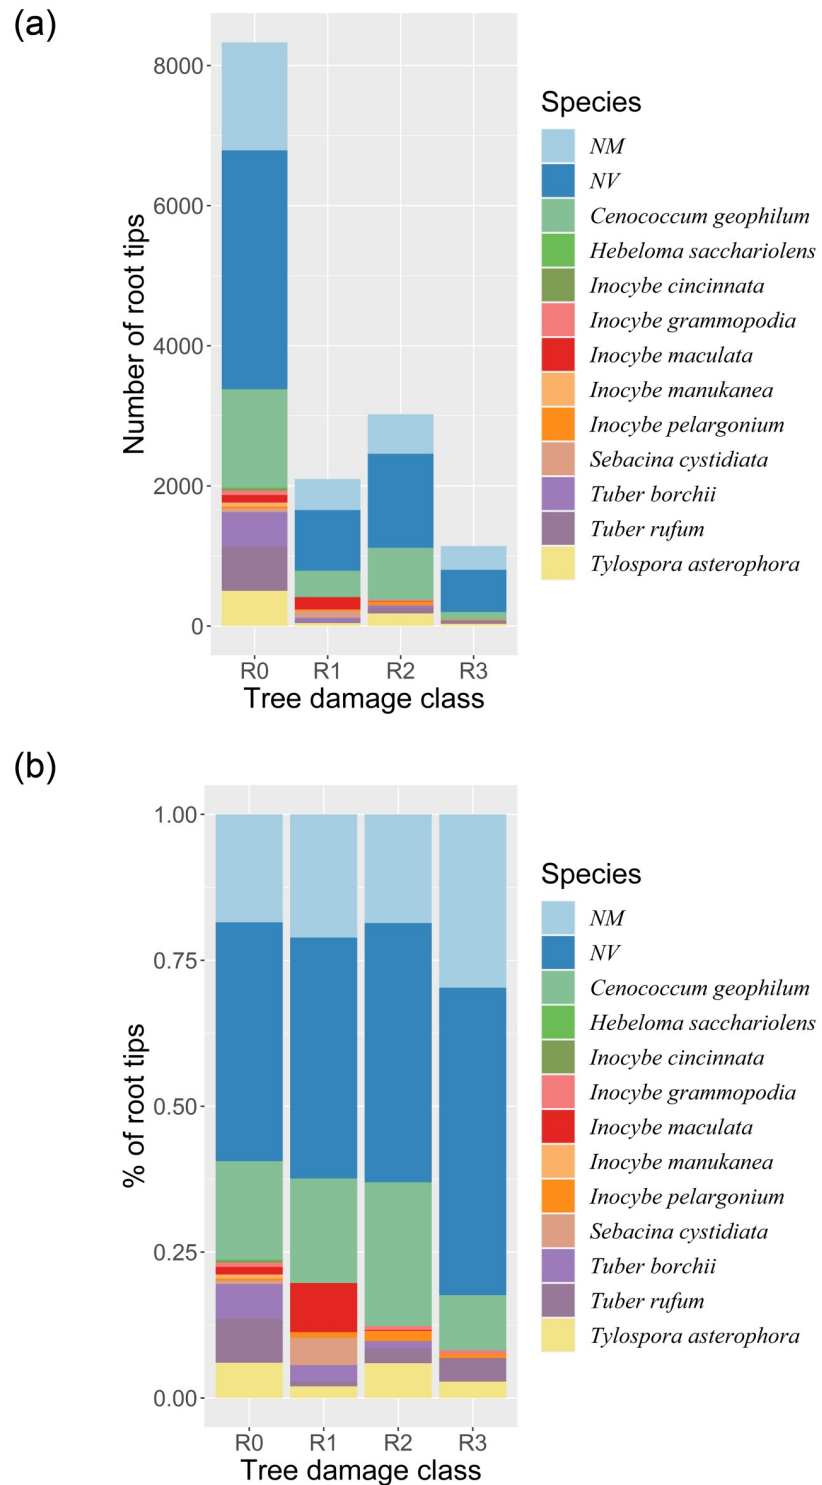 (a)
Number of root tips
8000
6000
4000
2000
0
R0 R1 R2 R3
Tree damage class
Species
NM
NV
Cenococcum geophilum
Hebeloma sacchariolens
Inocybe cincinnata
Inocybe grammopodia
Inocybe maculata
Inocybe manukanea
Inocybe pelargonium
Sebacina cystidiata
Tuber borchii
Tuber rufum
Tylospora asterophora
(b)
% of root tips
1.00
0.75
0.50
0.25
0.00
R0 R1 R2 R3
Tree damage class
Species
NM
NV
Cenococcum geophilum
Hebeloma sacchariolens
Inocybe cincinnata
Inocybe grammopodia
Inocybe maculata
Inocybe manukanea
Inocybe pelargonium
Sebacina cystidiata
Tuber borchii
Tuber rufum
Tylospora asterophora